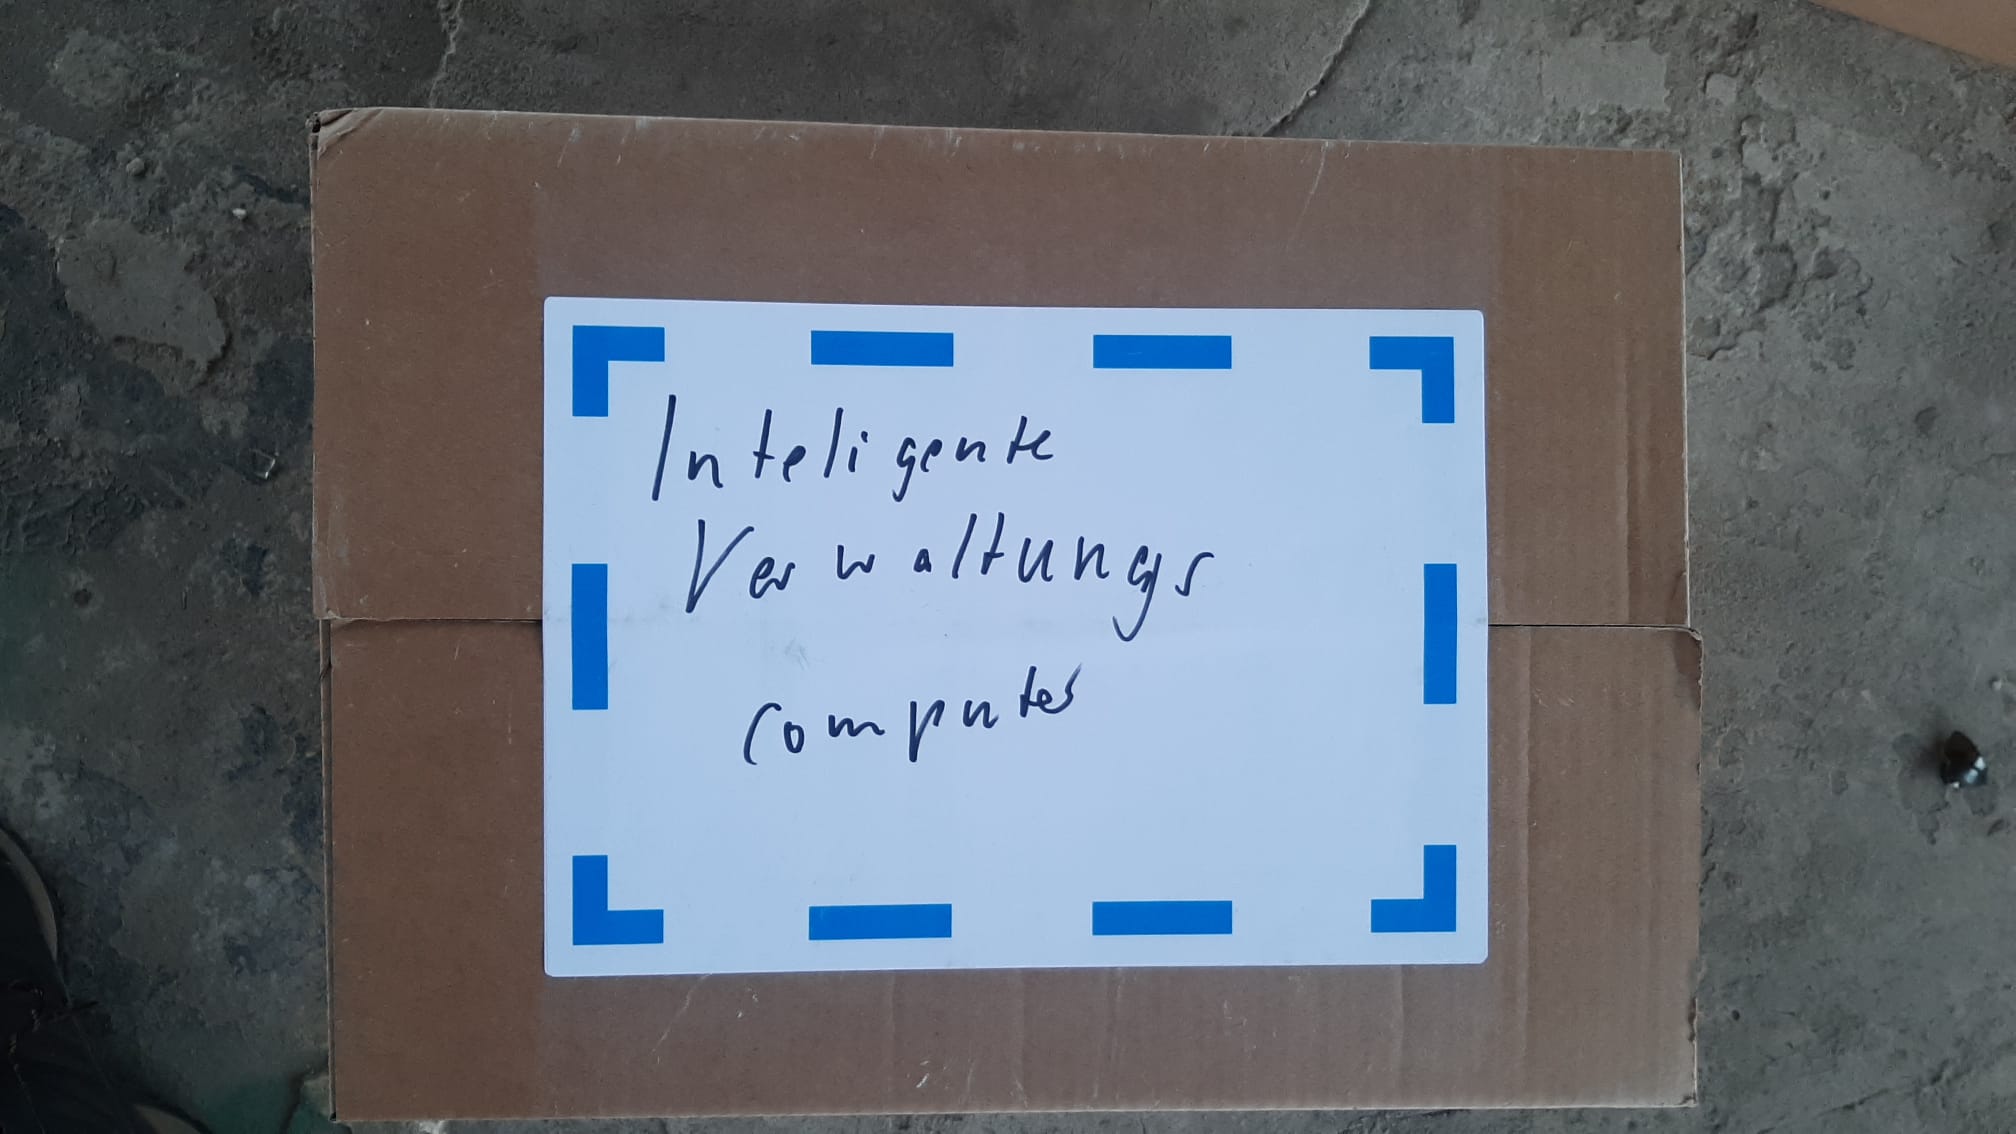 Inteligente
Verwaltungs
computer